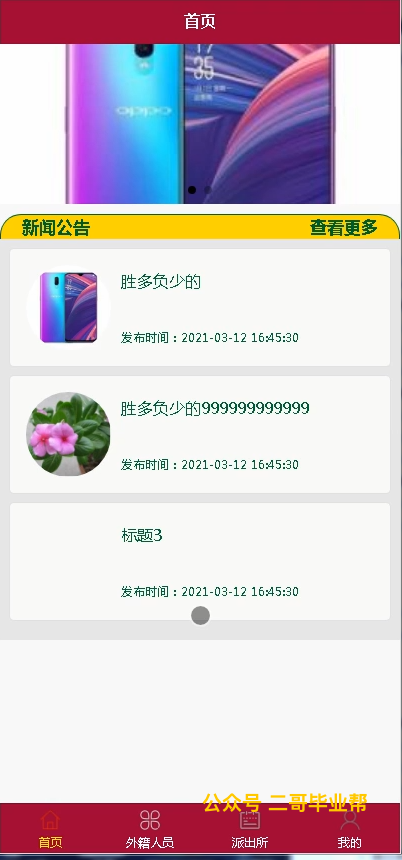 首页
oppo
35
新闻公告 查看更多
胜多负少的
发布时间：2021-03-12 16:45:30
胜多负少的999999999999
发布时间：2021-03-12 16:45:30
标题3
发布时间：2021-03-12 16:45:30
公众号 二哥毕业帮
首页 外籍人员 派出所 我的